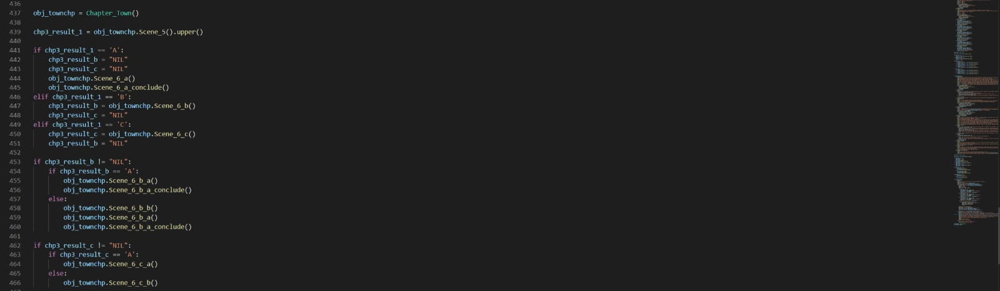 436
437 obj_townchp = Chapter_Town()
438
439 chp3_result_1 = obj_townchp.Scene_5().upper()
440
441 if chp3_result_1 == 'A':
442     chp3_result_b = "NIL"
443     chp3_result_c = "NIL"
444     obj_townchp.Scene_6_a()
445     obj_townchp.Scene_6_a_conclude()
446 elif chp3_result_1 == 'B':
447     chp3_result_b = obj_townchp.Scene_6_b()
448     chp3_result_c = "NIL"
449 elif chp3_result_1 == 'C':
450     chp3_result_c = obj_townchp.Scene_6_c()
451     chp3_result_b = "NIL"
452
453 if chp3_result_b != "NIL":
454     if chp3_result_b == 'A':
455         obj_townchp.Scene_6_b_a()
456         obj_townchp.Scene_6_b_a_conclude()
457     else:
458         obj_townchp.Scene_6_b_b()
459         obj_townchp.Scene_6_b_a()
460         obj_townchp.Scene_6_b_a_conclude()
461
462 if chp3_result_c != "NIL":
463     if chp3_result_c == 'A':
464         obj_townchp.Scene_6_c_a()
465     else:
466         obj_townchp.Scene_6_c_b()